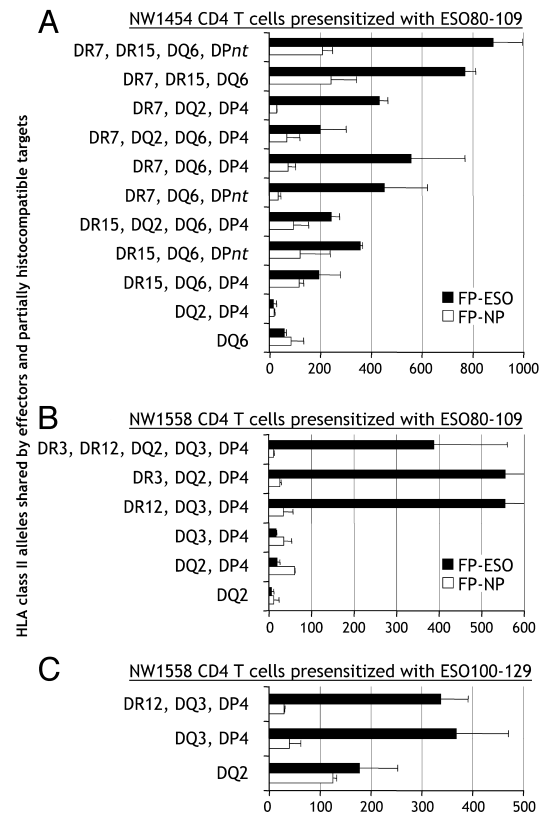 A
NW1454 CD4 T cells presensitized with ESO80-109
HLA class II alleles shared by effectors and partially histocompatible targets
DR7, DR15, DQ6, DPnt
DR7, DR15, DQ6
DR7, DQ2, DP4
DR7, DQ2, DQ6, DP4
DR7, DQ6, DP4
DR7, DQ6, DPnt
DR15, DQ2, DQ6, DP4
DR15, DQ6, DPnt
DR15, DQ6, DP4
DQ2, DP4
DQ6
FP-ESO
FP-NP
0 200 400 600 800 1000
B
NW1558 CD4 T cells presensitized with ESO80-109
DR3, DR12, DQ2, DQ3, DP4
DR3, DQ2, DP4
DR12, DQ3, DP4
DQ3, DP4
DQ2, DP4
DQ2
FP-ESO
FP-NP
0 100 200 300 400 500 600
C
NW1558 CD4 T cells presensitized with ESO100-129
DR12, DQ3, DP4
DQ3, DP4
DQ2
0 100 200 300 400 500